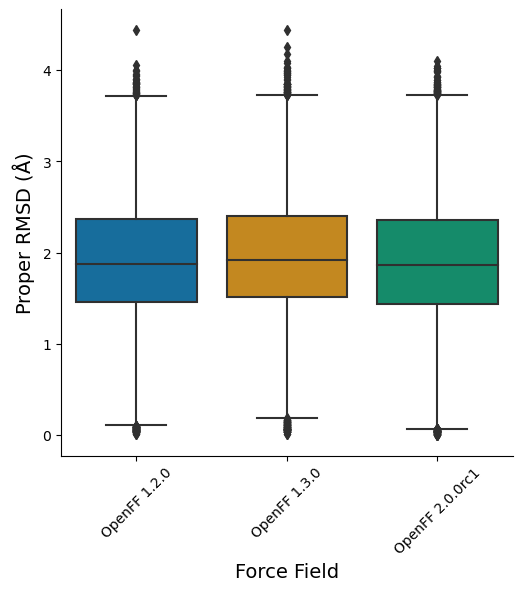 Proper RMSD (Å)
4
3
2
1
0
OpenFF 1.2.0
OpenFF 1.3.0
OpenFF 2.0.0rc1
Force Field